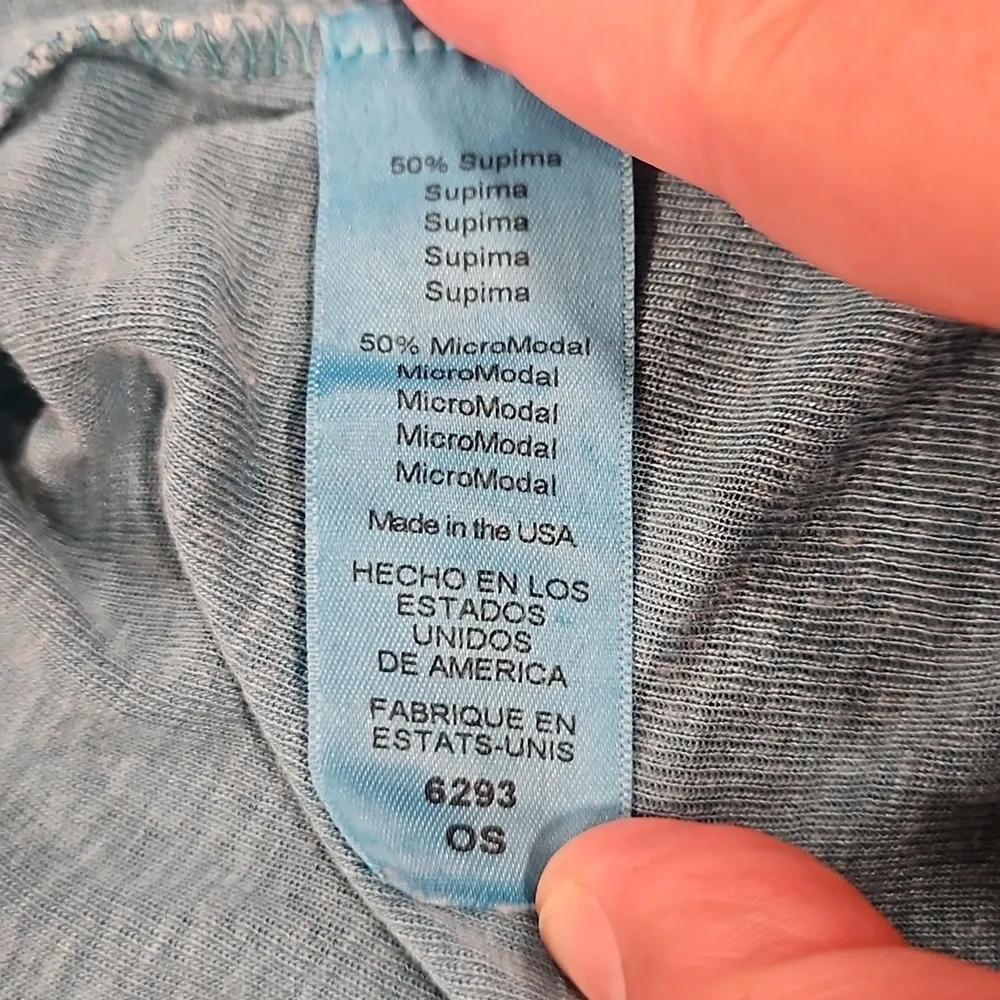 50% Supima
Supima
Supima
Supima
Supima
50% MicroModal
MicroModal
MicroModal
MicroModal
MicroModal
Made in the USA
HECHO EN LOS
ESTADOS
UNIDOS
DE AMERICA
FABRIQUE EN
ESTATS-UNIS
6293
OS